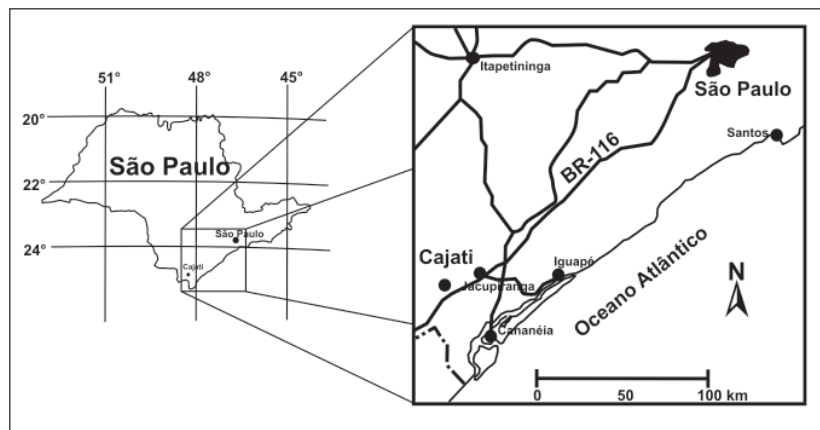 51°
48°
45°
20°
22°
24°
São Paulo
São Paulo
Cajati
Itapetininga
São Paulo
Santos
BR-116
Cajati
Jacupiranga
Iguapé
Cananéia
Oceano Atlântico
N
0
50
100 km